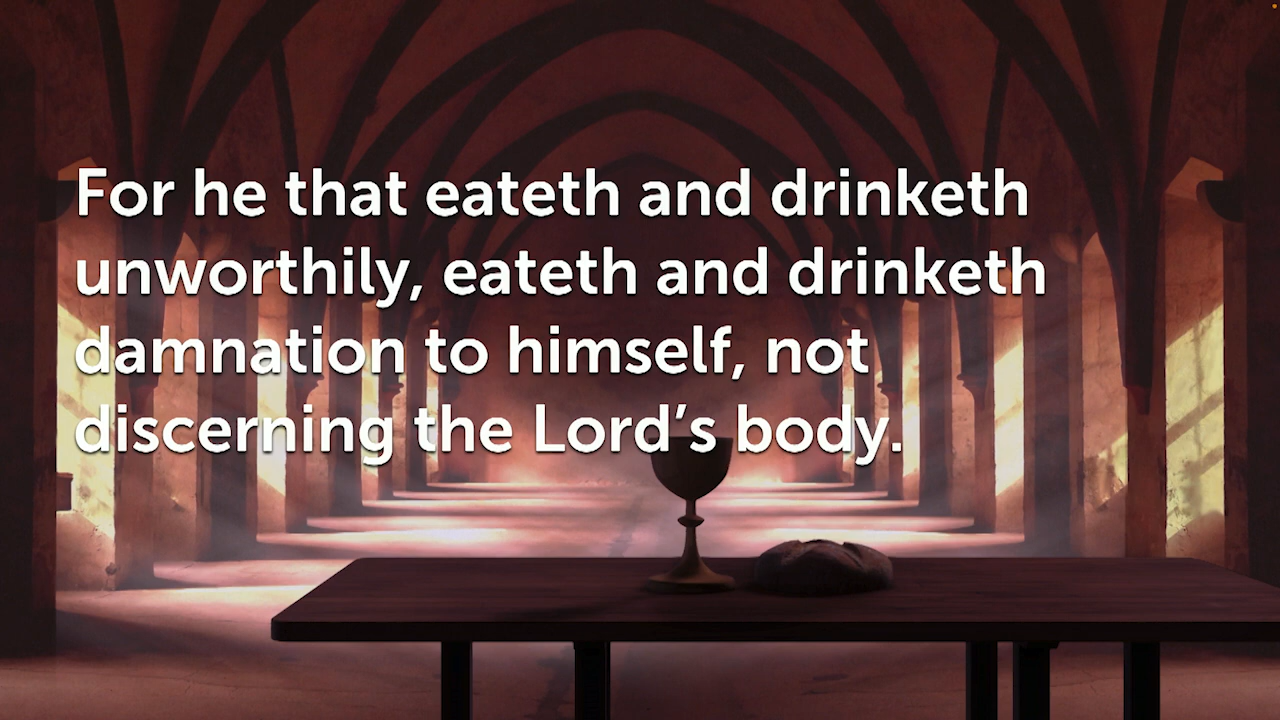 For he that eateth and drinketh
unworthily, eateth and drinketh
damnation to himself, not
discerning the Lord’s body.